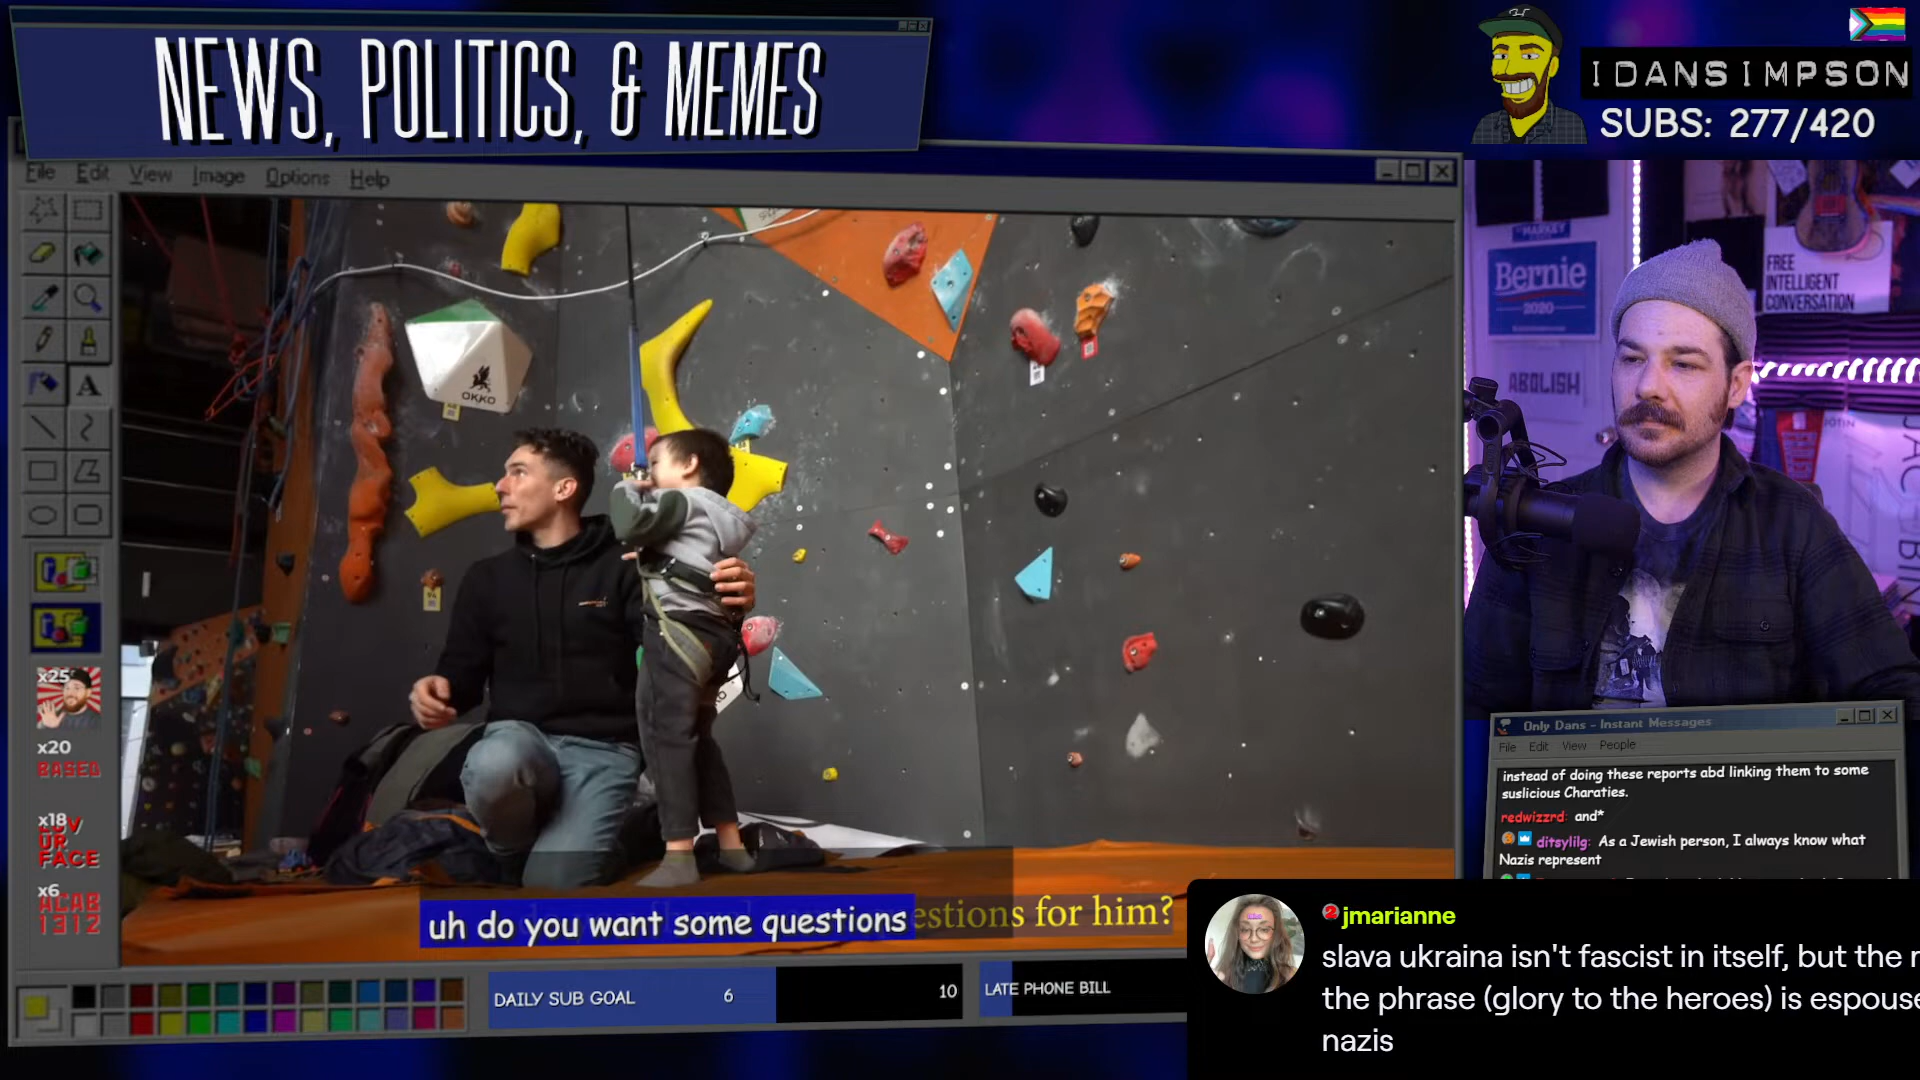 NEWS, POLITICS, & MEMES
IDANSIMPSON
SUBS: 277/420
File Edit View Image Options Help
Bernie
2020
MARKEY
FREE
INTELLIGENT
CONVERSATION
ABOLISH
OKKO
x25
x20
BASED
x18
LUV
UR
FACE
x6
ACAB
1312
Only Dans - Instant Messages
File Edit View People
instead of doing these reports abd linking them to some
suslicious Charaties.
redwizzrd: and*
ditsylilg: As a Jewish person, I always know what
Nazis represent
uh do you want some questions
estions for him?
jmarianne
slava ukraina isn't fascist in itself, but the r
the phrase (glory to the heroes) is espouse
nazis
DAILY SUB GOAL 6 10
LATE PHONE BILL